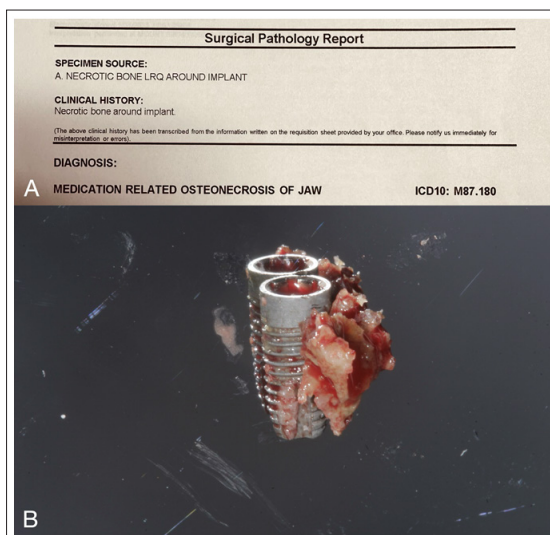 Surgical Pathology Report
SPECIMEN SOURCE:
A. NECROTIC BONE LRQ AROUND IMPLANT
CLINICAL HISTORY:
Necrotic bone around implant.
(The above clinical history has been transcribed from the information written on the requisition sheet provided by your office. Please notify us immediately for
misinterpretation or errors).
DIAGNOSIS:
A MEDICATION RELATED OSTEONECROSIS OF JAW ICD10: M87.180
B